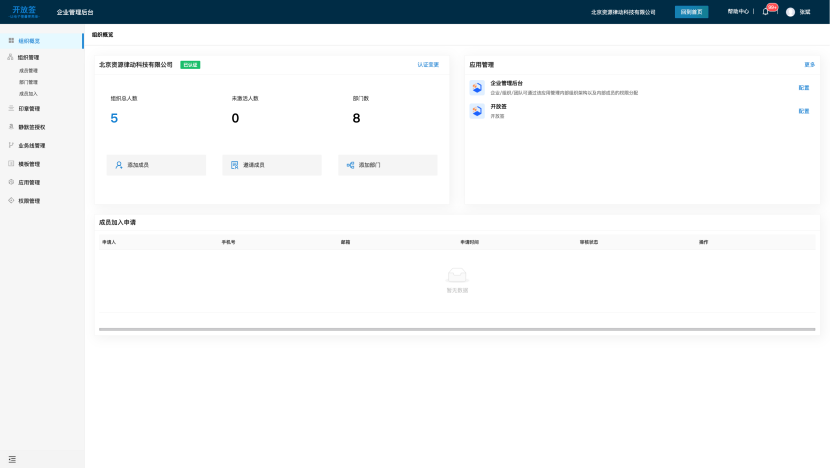 开放签
企业管理后台
北京资源律动科技有限公司
回到首页
帮助中心
99+
张斌
组织概览
组织管理
成员管理
部门管理
成员加入
印章管理
静默签授权
业务线管理
模板管理
应用管理
权限管理
组织概览
北京资源律动科技有限公司
已认证
认证变更
组织总人数
未激活人数
部门数
5
0
8
添加成员
邀请成员
添加部门
应用管理
更多
企业管理后台
企业/组织/团队可通过该应用管理内部组织架构以及内部成员的权限分配
配置
开放签
开放签
配置
成员加入申请
申请人
手机号
邮箱
申请时间
审核状态
操作
暂无数据